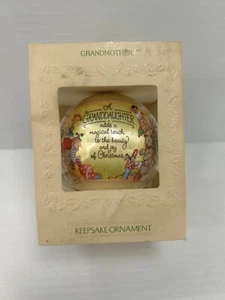 GRANDMOTHER
A
GRANDDAUGHTER
adds a
magical touch
to the beauty
and joy
of Christmas
KEEPSAKE ORNAMENT